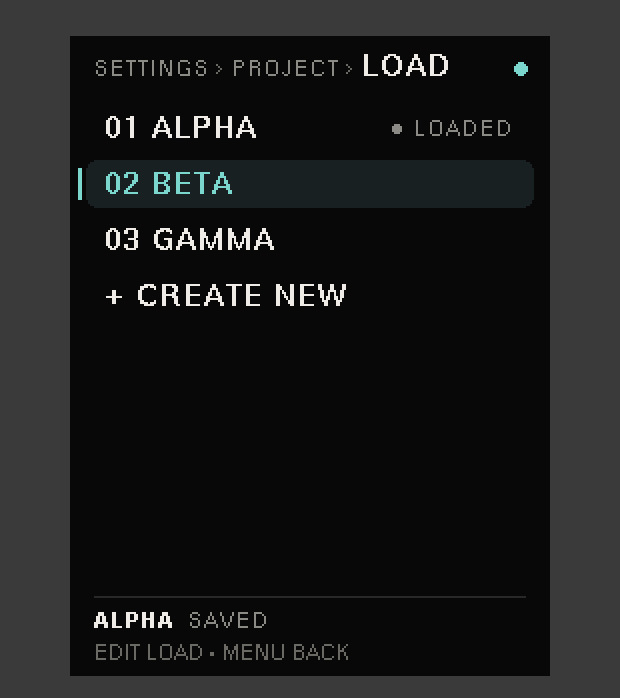 SETTINGS › PROJECT › LOAD
01 ALPHA • LOADED
02 BETA
03 GAMMA
+ CREATE NEW
ALPHA SAVED
EDIT LOAD • MENU BACK